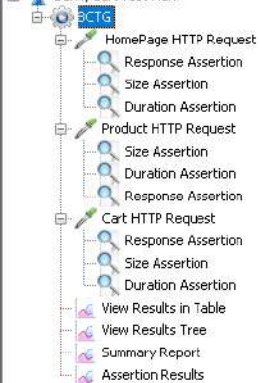 BCTG
HomePage HTTP Request
Response Assertion
Size Assertion
Duration Assertion
Product HTTP Request
Size Assertion
Duration Assertion
Response Assertion
Cart HTTP Request
Response Assertion
Size Assertion
Duration Assertion
View Results in Table
View Results Tree
Summary Report
Assertion Results